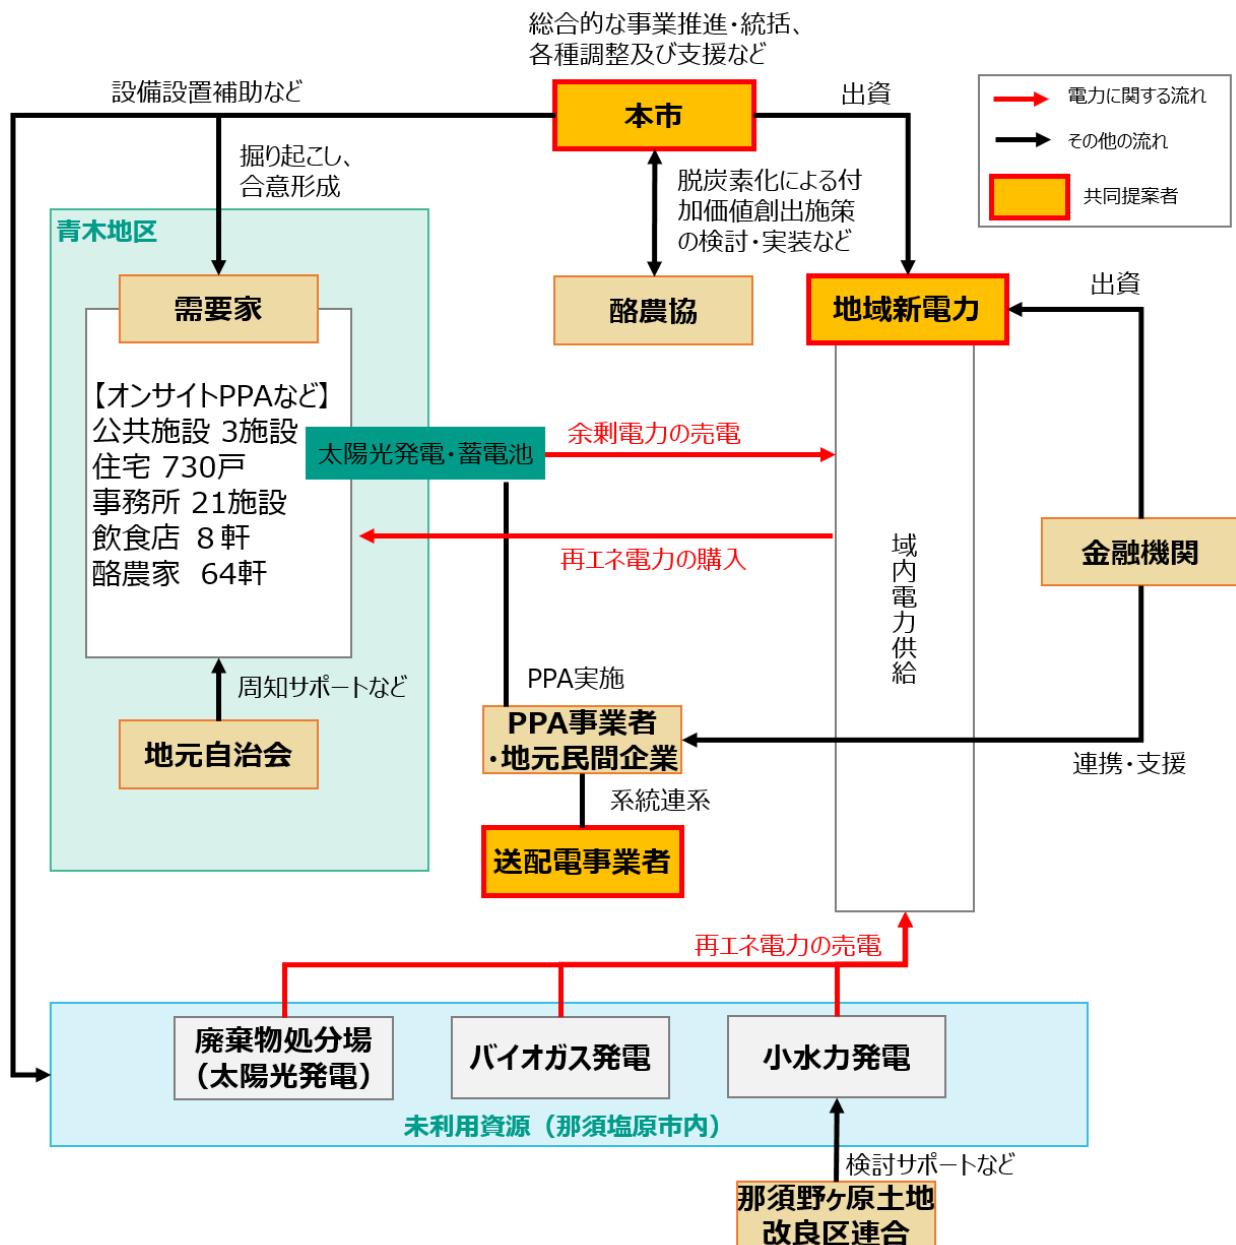 総合的な事業推進・統括、
各種調整及び支援など
設備設置補助など
本市
出資
電力に関する流れ
その他の流れ
共同提案者
掘り起こし、
合意形成
脱炭素化による付
加価値創出施策
の検討・実装など
青木地区
需要家
酪農協
地域新電力
出資
【オンサイトPPAなど】
公共施設 3施設
住宅 730戸
事務所 21施設
飲食店 8軒
酪農家 64軒
太陽光発電・蓄電池
余剰電力の売電
再エネ電力の購入
域内電力供給
金融機関
周知サポートなど
地元自治会
PPA実施
PPA事業者
・地元民間企業
連携・支援
系統連系
送配電事業者
再エネ電力の売電
廃棄物処分場
（太陽光発電）
バイオガス発電
小水力発電
未利用資源（那須塩原市内）
検討サポートなど
那須野ヶ原土地
改良区連合